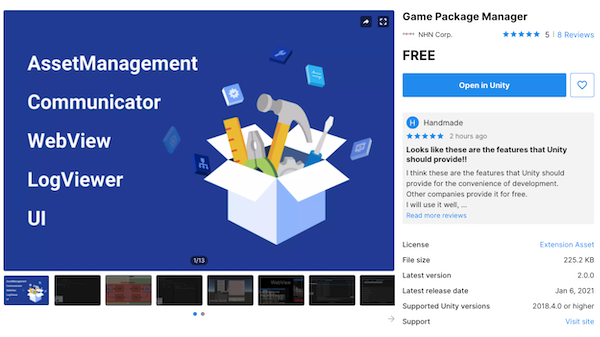 AssetManagement
Communicator
WebView
LogViewer
UI
1/13
Game Package Manager
NHN Corp.
5 | 8 Reviews
FREE
Open in Unity
H Handmade
2 hours ago
Looks like these are the features that Unity
should provide!!
I think these are the features that Unity should
provide for the convenience of development.
Other companies provide it for free.
I will use it well, ...
Read more reviews
License Extension Asset
File size 225.2 KB
Latest version 2.0.0
Latest release date Jan 6, 2021
Supported Unity versions 2018.4.0 or higher
Support Visit site